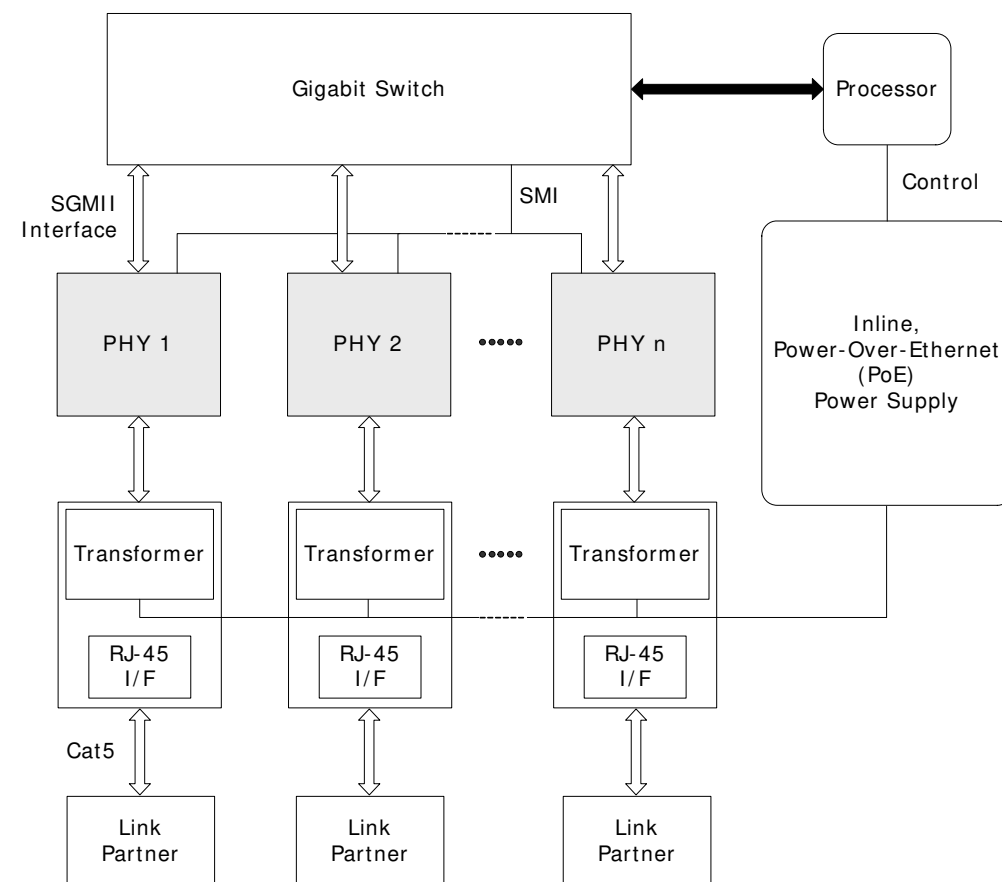 Gigabit Switch
Processor
SGMII
Interface
SMI
Control
PHY 1
PHY 2
PHY n
Inline,
Power-Over-Ethernet
(PoE)
Power Supply
Transformer
Transformer
Transformer
RJ-45
I/F
RJ-45
I/F
RJ-45
I/F
Cat5
Link
Partner
Link
Partner
Link
Partner